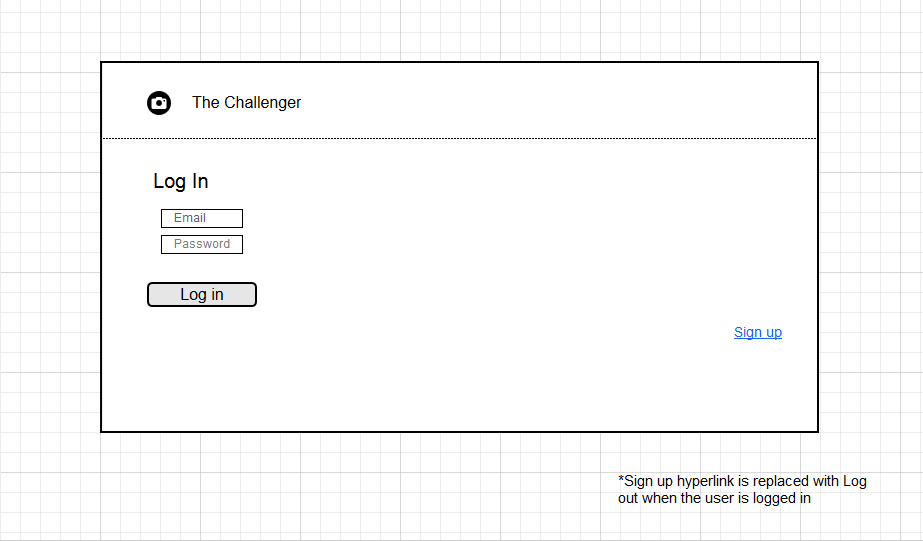 The Challenger
Log In
Email
Password
Log in
Sign up
*Sign up hyperlink is replaced with Log
out when the user is logged in